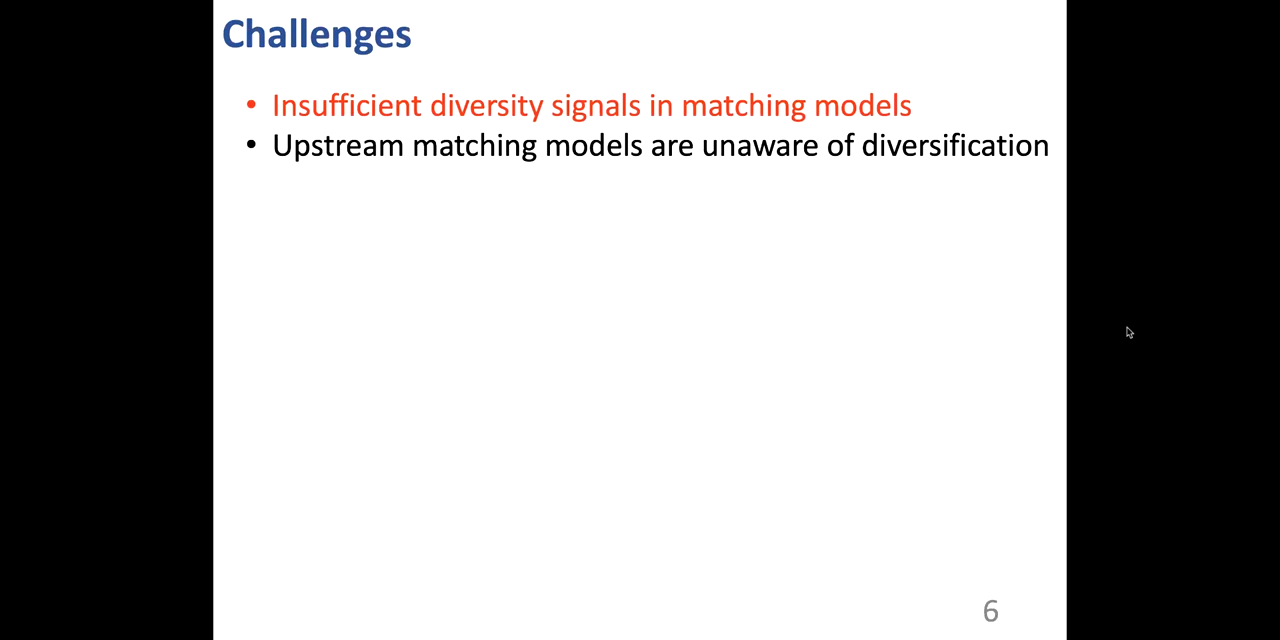 Challenges
• Insufficient diversity signals in matching models
• Upstream matching models are unaware of diversification
6